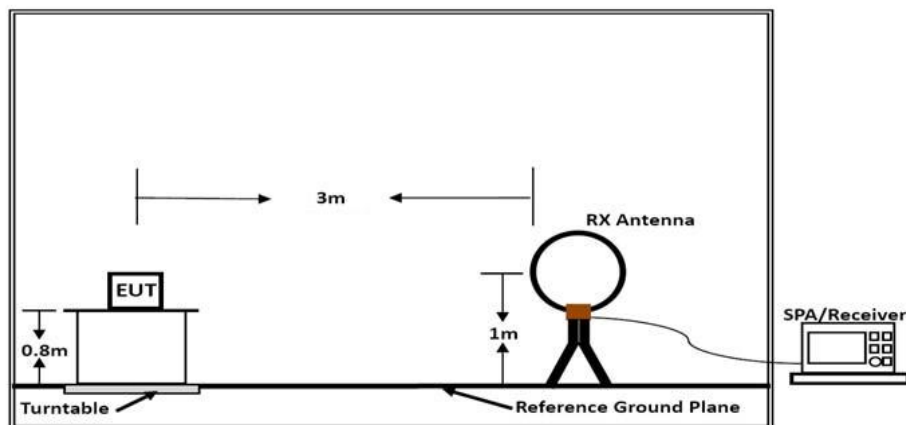 3m
RX Antenna
EUT
SPA/Receiver
0.8m
1m
Turntable
Reference Ground Plane